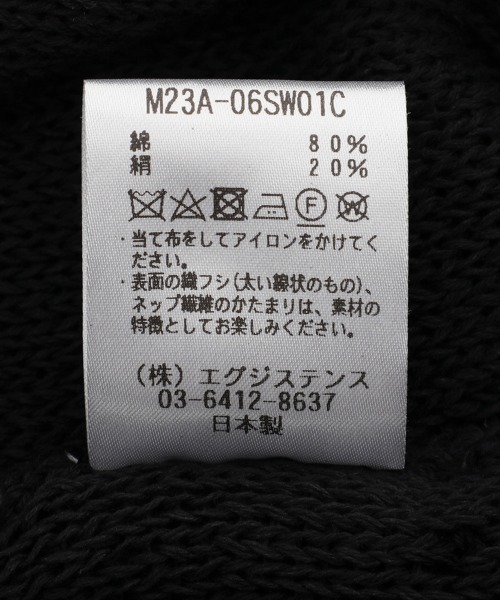 M23A-06SW01C
綿 80%
絹 20%
F W
・当て布をしてアイロンをかけてく
ださい。
・表面の織フシ(太い線状のもの)、
ネップ繊維のかたまりは、素材の
特徴としてお楽しみください。
(株) エグジステンス
03-6412-8637
日本製